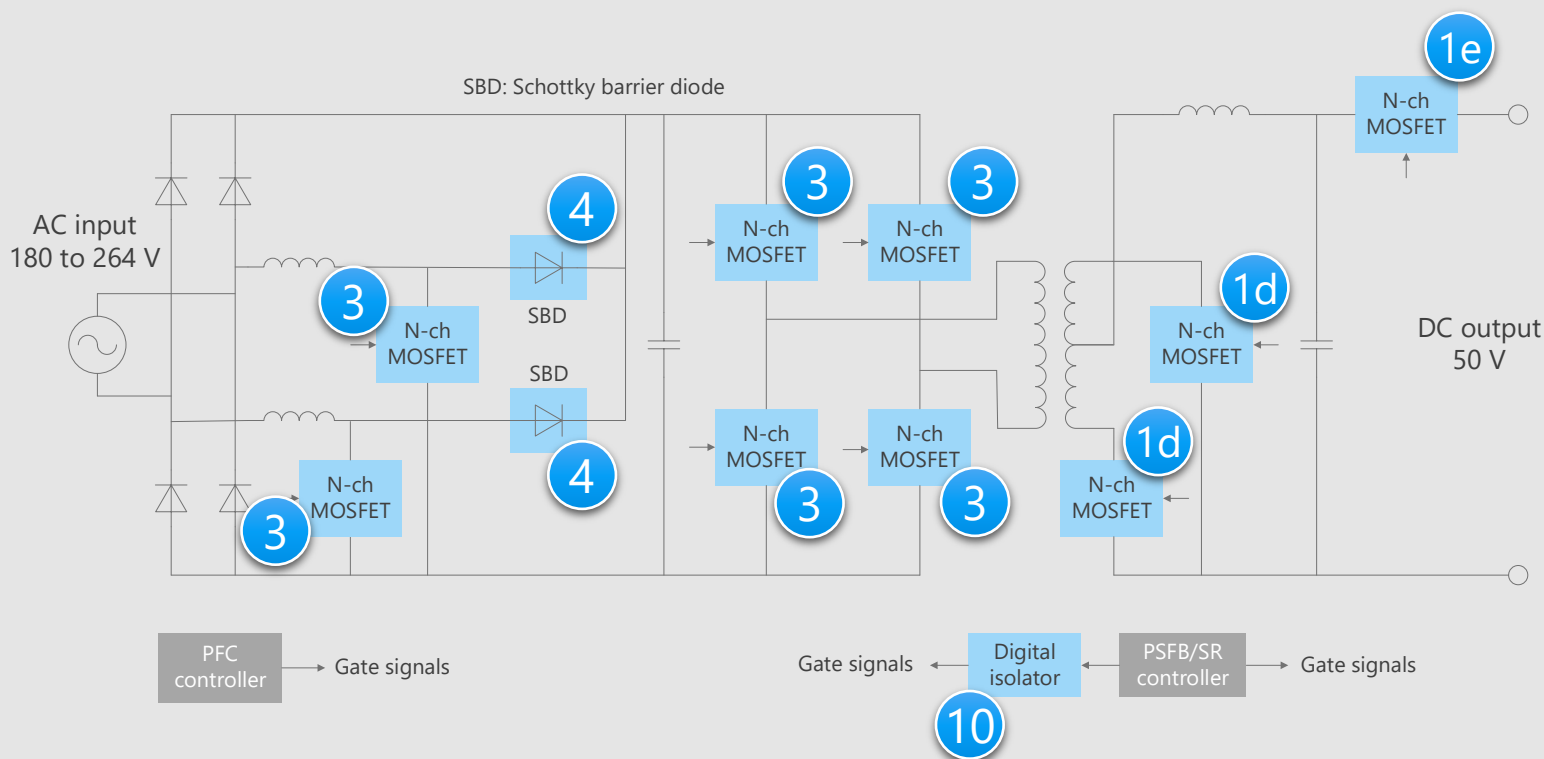 1e
SBD: Schottky barrier diode
N-ch
MOSFET
3
3
4
AC input
180 to 264 V
N-ch
MOSFET
N-ch
MOSFET
1d
3
SBD
N-ch
MOSFET
N-ch
MOSFET
DC output
50 V
SBD
N-ch
MOSFET
N-ch
MOSFET
1d
4
3
3
N-ch
MOSFET
N-ch
MOSFET
3
PFC
controller
Gate signals
Gate signals
Digital
isolator
PSFB/SR
controller
Gate signals
10